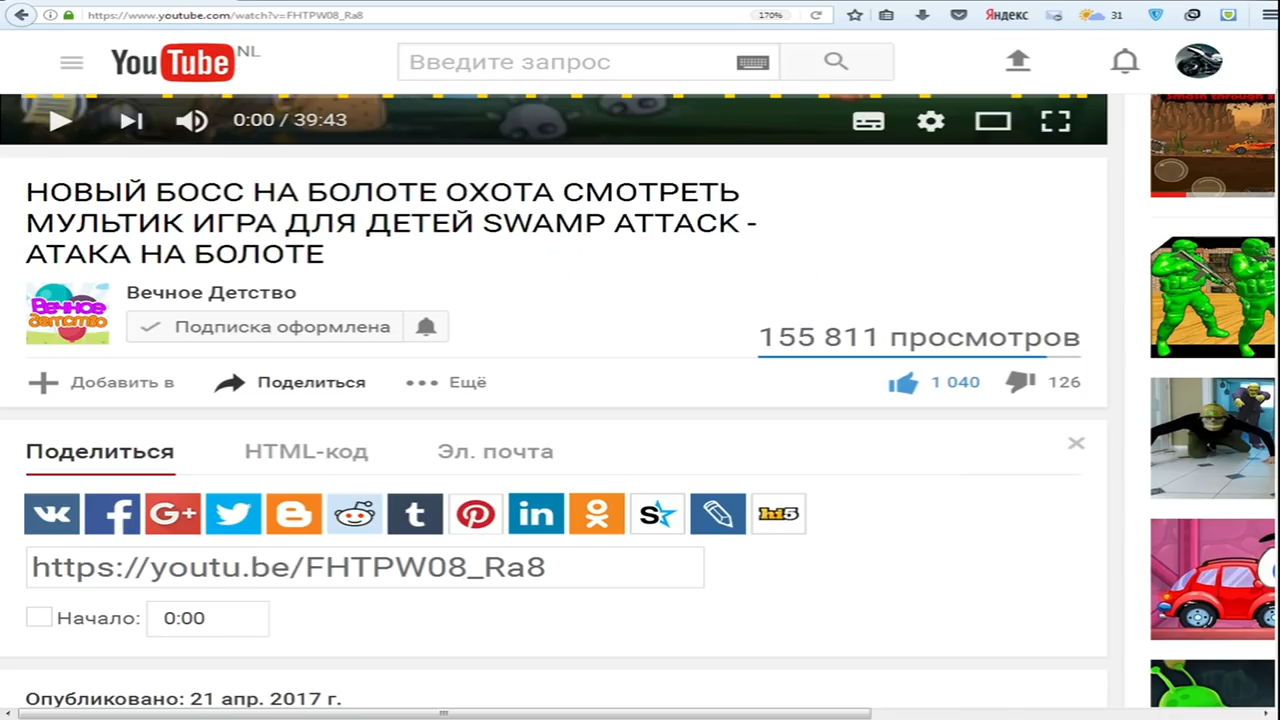 https://www.youtube.com/watch?v=FHTPW08_Ra8
170%
Яндекс
31
YouTube NL
Введите запрос
0:00 / 39:43
НОВЫЙ БОСС НА БОЛОТЕ ОХОТА СМОТРЕТЬ
МУЛЬТИК ИГРА ДЛЯ ДЕТЕЙ SWAMP ATTACK -
АТАКА НА БОЛОТЕ
Вечное Детство
Вечное
детство
Подписка оформлена
155 811 просмотров
Добавить в
Поделиться
Ещё
1 040
126
Поделиться
HTML-код
Эл. почта
hi5
https://youtu.be/FHTPW08_Ra8
Начало: 0:00
Опубликовано: 21 апр. 2017 г.